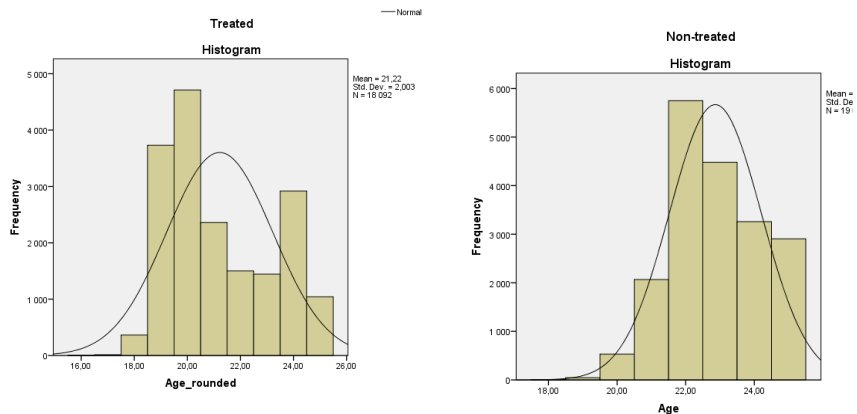 Normal
Treated
Histogram
Mean = 21,22
Std. Dev. = 2,003
N = 18 092
5 000
4 000
3 000
2 000
1 000
0
Frequency
16,00 18,00 20,00 22,00 24,00 26,00
Age_rounded
Non-treated
Histogram
Mean =
Std. De
N = 19
6 000
5 000
4 000
3 000
2 000
1 000
0
Frequency
18,00 20,00 22,00 24,00
Age